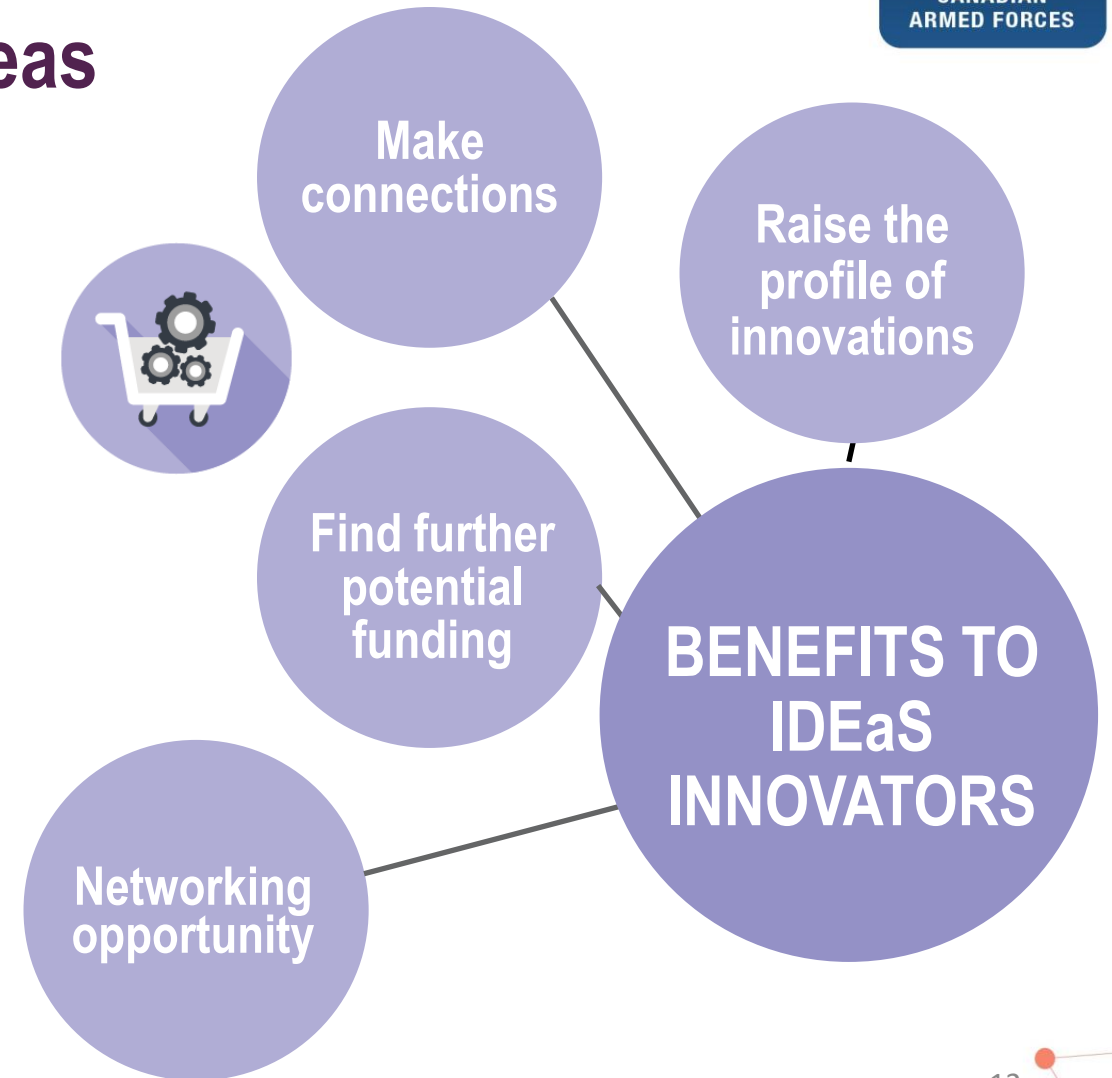 eas
ARMED FORCES
Make
connections
Raise the
profile of
innovations
Find further
potential
funding
BENEFITS TO
IDEaS
INNOVATORS
Networking
opportunity